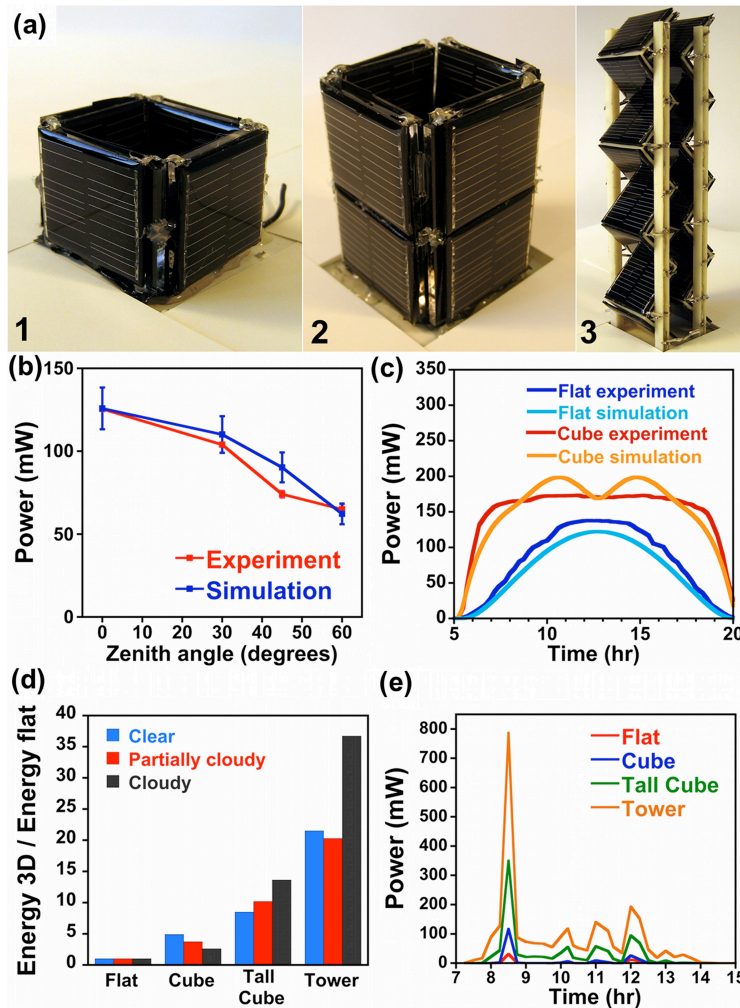 (a)
1
2
3
(b)
150
100
50
0
Power (mW)
Experiment
Simulation
0 10 20 30 40 50 60
Zenith angle (degrees)
(c)
350
300
250
200
150
100
50
0
Power (mW)
Flat experiment
Flat simulation
Cube experiment
Cube simulation
5 10 15 20
Time (hr)
(d)
40
35
30
25
20
15
10
5
0
Energy 3D / Energy flat
Clear
Partially cloudy
Cloudy
Flat Cube Tall Tower
Cube
(e)
800
700
600
500
400
300
200
100
0
Power (mW)
Flat
Cube
Tall Cube
Tower
7 8 9 10 11 12 13 14 15
Time (hr)